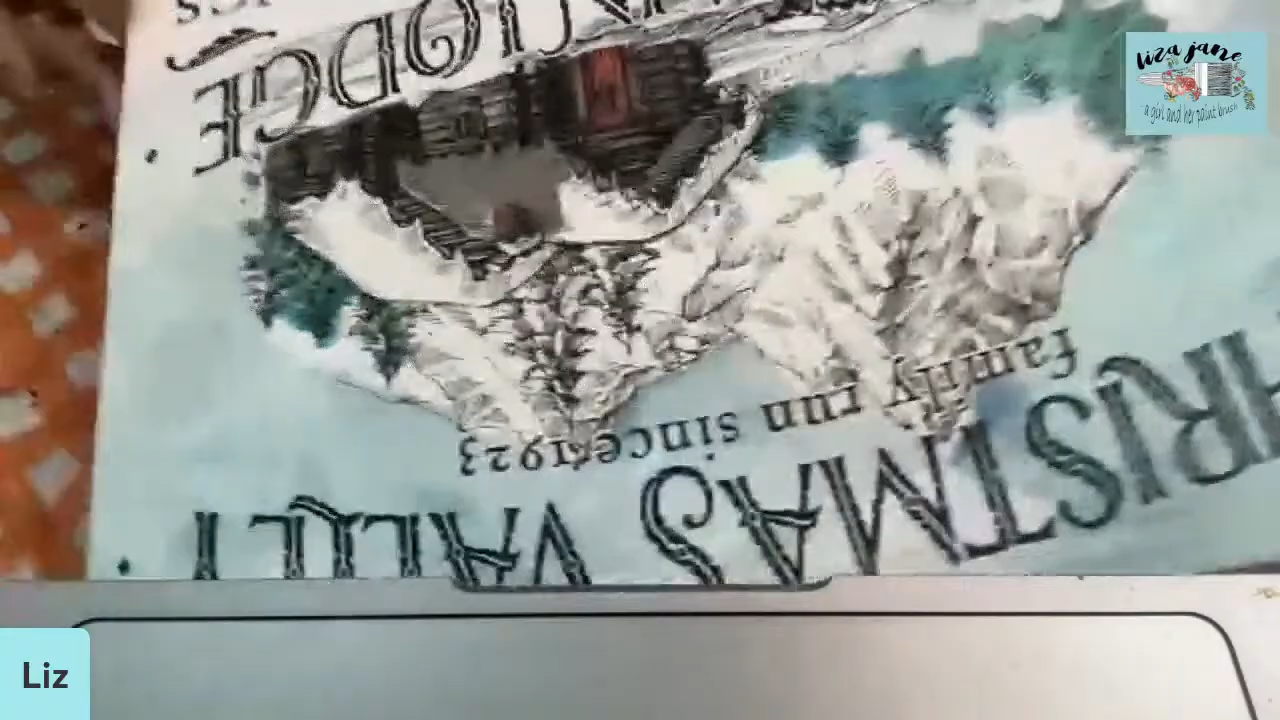 CHRISTMAS VALLEY
family run since 1923
LODGE
liza jane
a girl and her paint brush
Liz